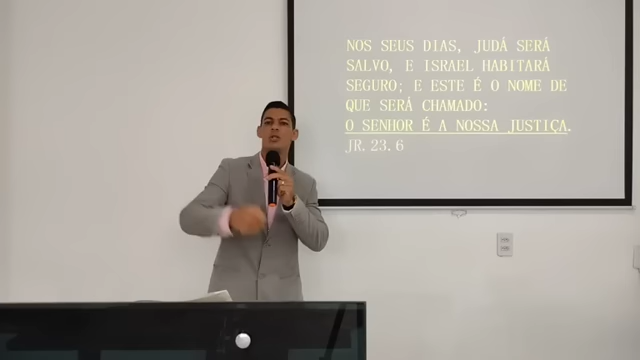 NOS SEUS DIAS, JUDÁ SERÁ
SALVO, E ISRAEL HABITARÁ
SEGURO; E ESTE É O NOME DE
QUE SERÁ CHAMADO:
O SENHOR É A NOSSA JUSTIÇA.
JR.23.6